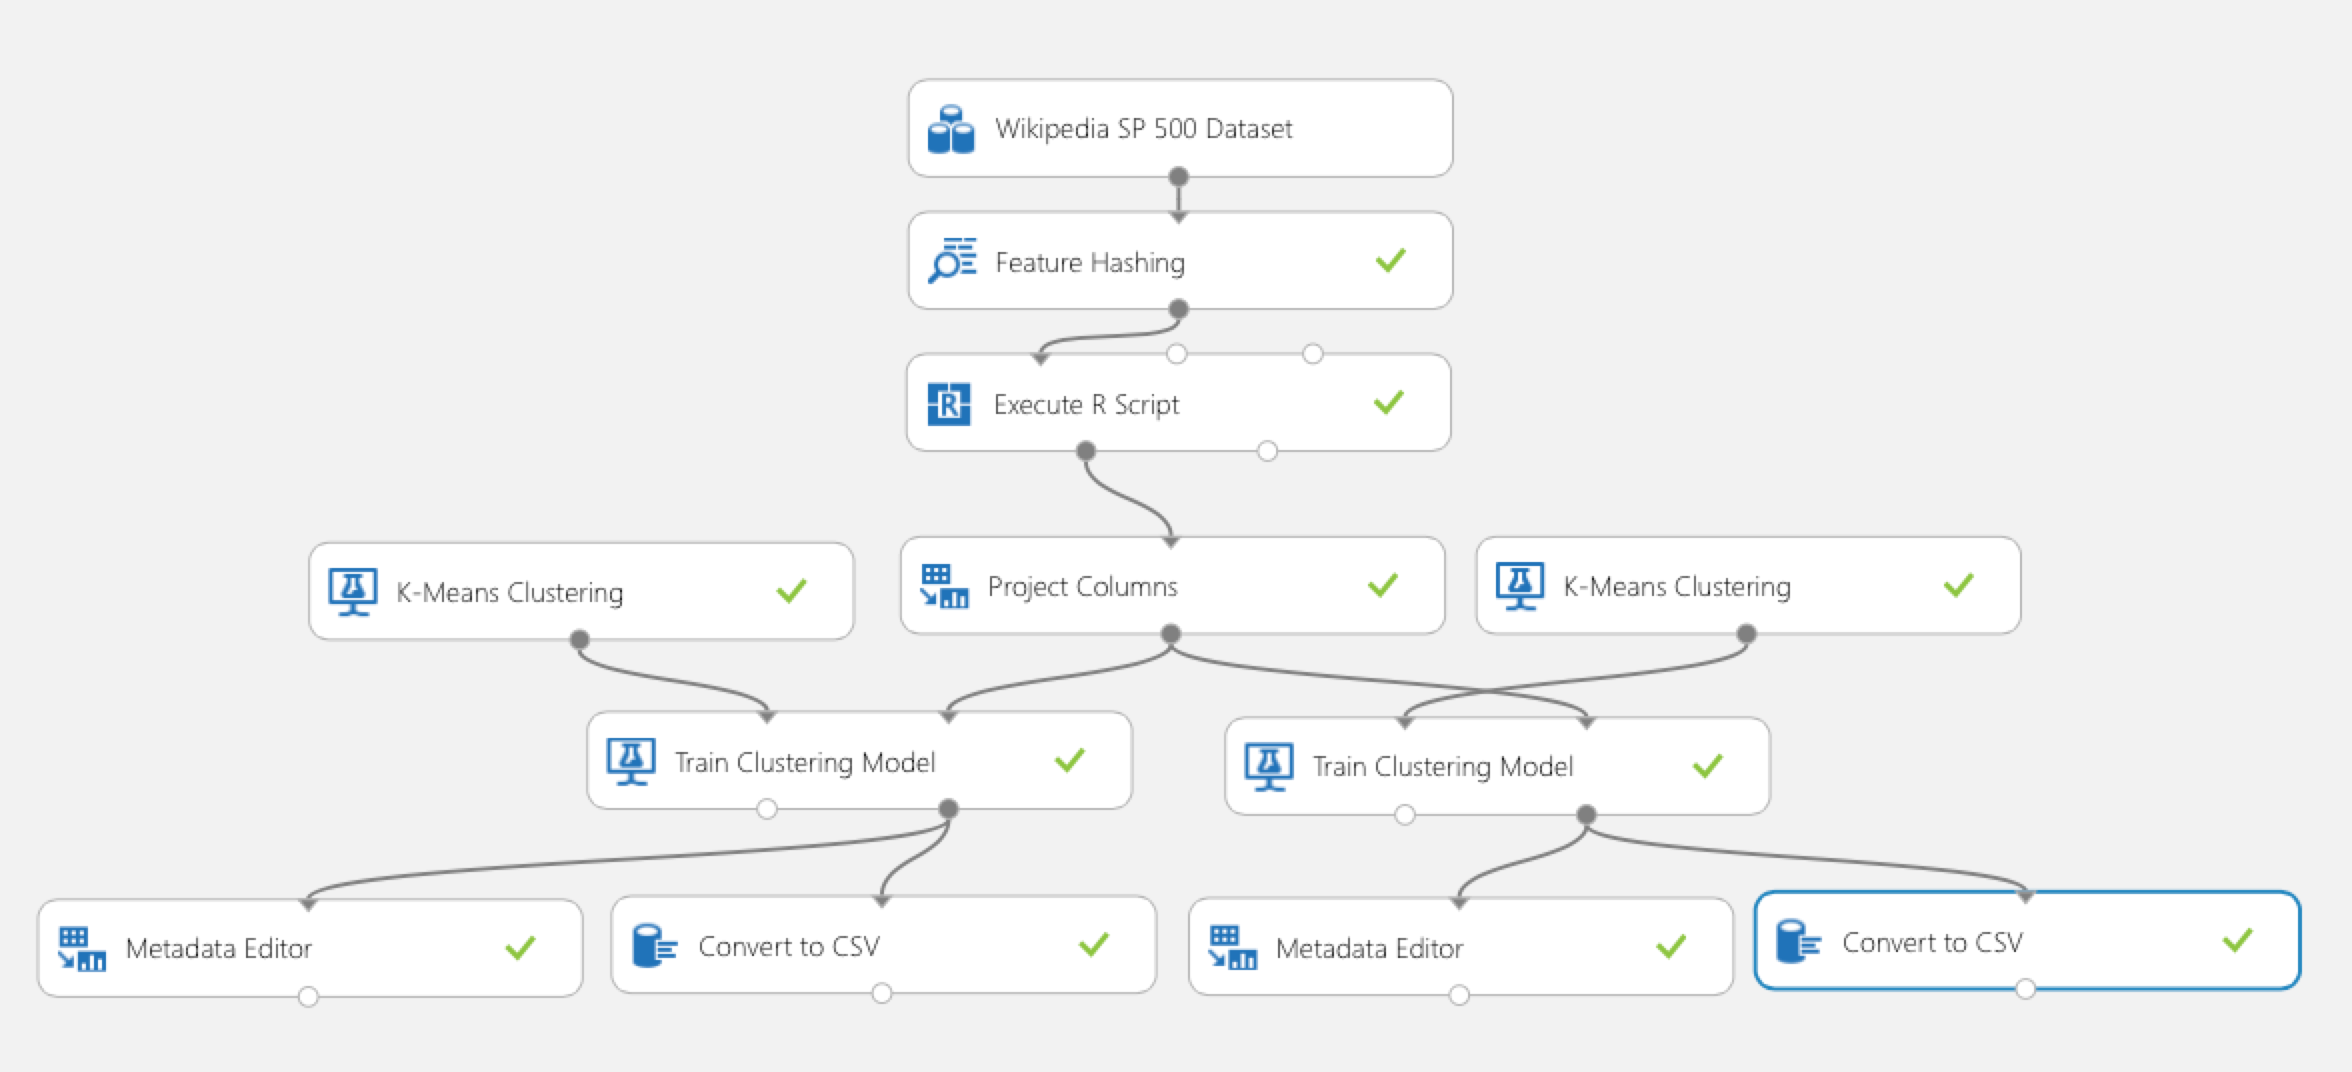 Wikipedia SP 500 Dataset
Feature Hashing
R
Execute R Script
K-Means Clustering
Project Columns
K-Means Clustering
Train Clustering Model
Train Clustering Model
Metadata Editor
Convert to CSV
Metadata Editor
Convert to CSV